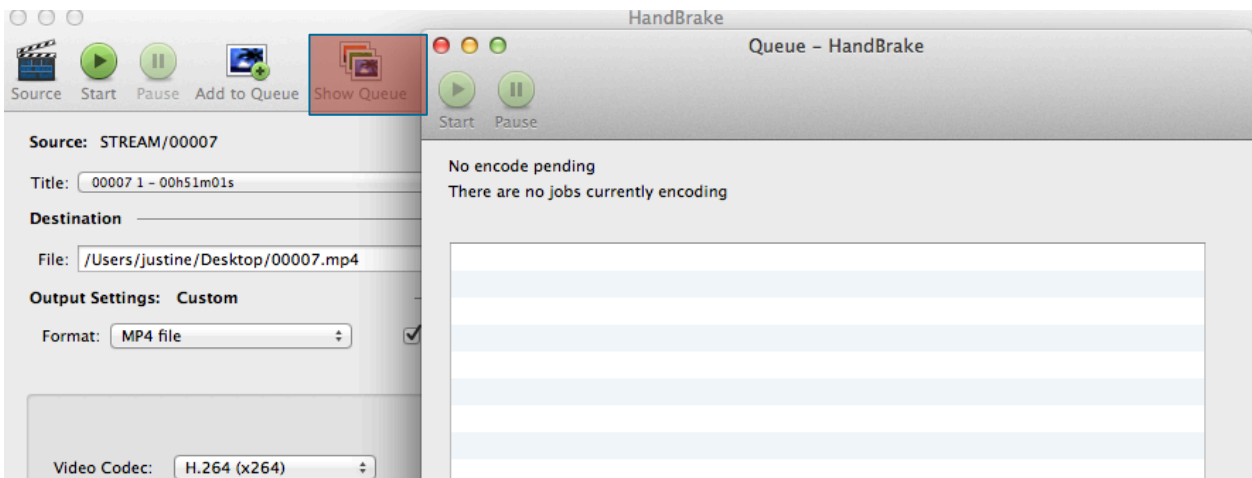 HandBrake
Source Start Pause Add to Queue Show Queue
Source: STREAM/00007
Title: 00007 1 – 00h51m01s
Destination
File: /Users/justine/Desktop/00007.mp4
Output Settings: Custom
Format: MP4 file
Video Codec: H.264 (x264)
Queue – HandBrake
Start Pause
No encode pending
There are no jobs currently encoding